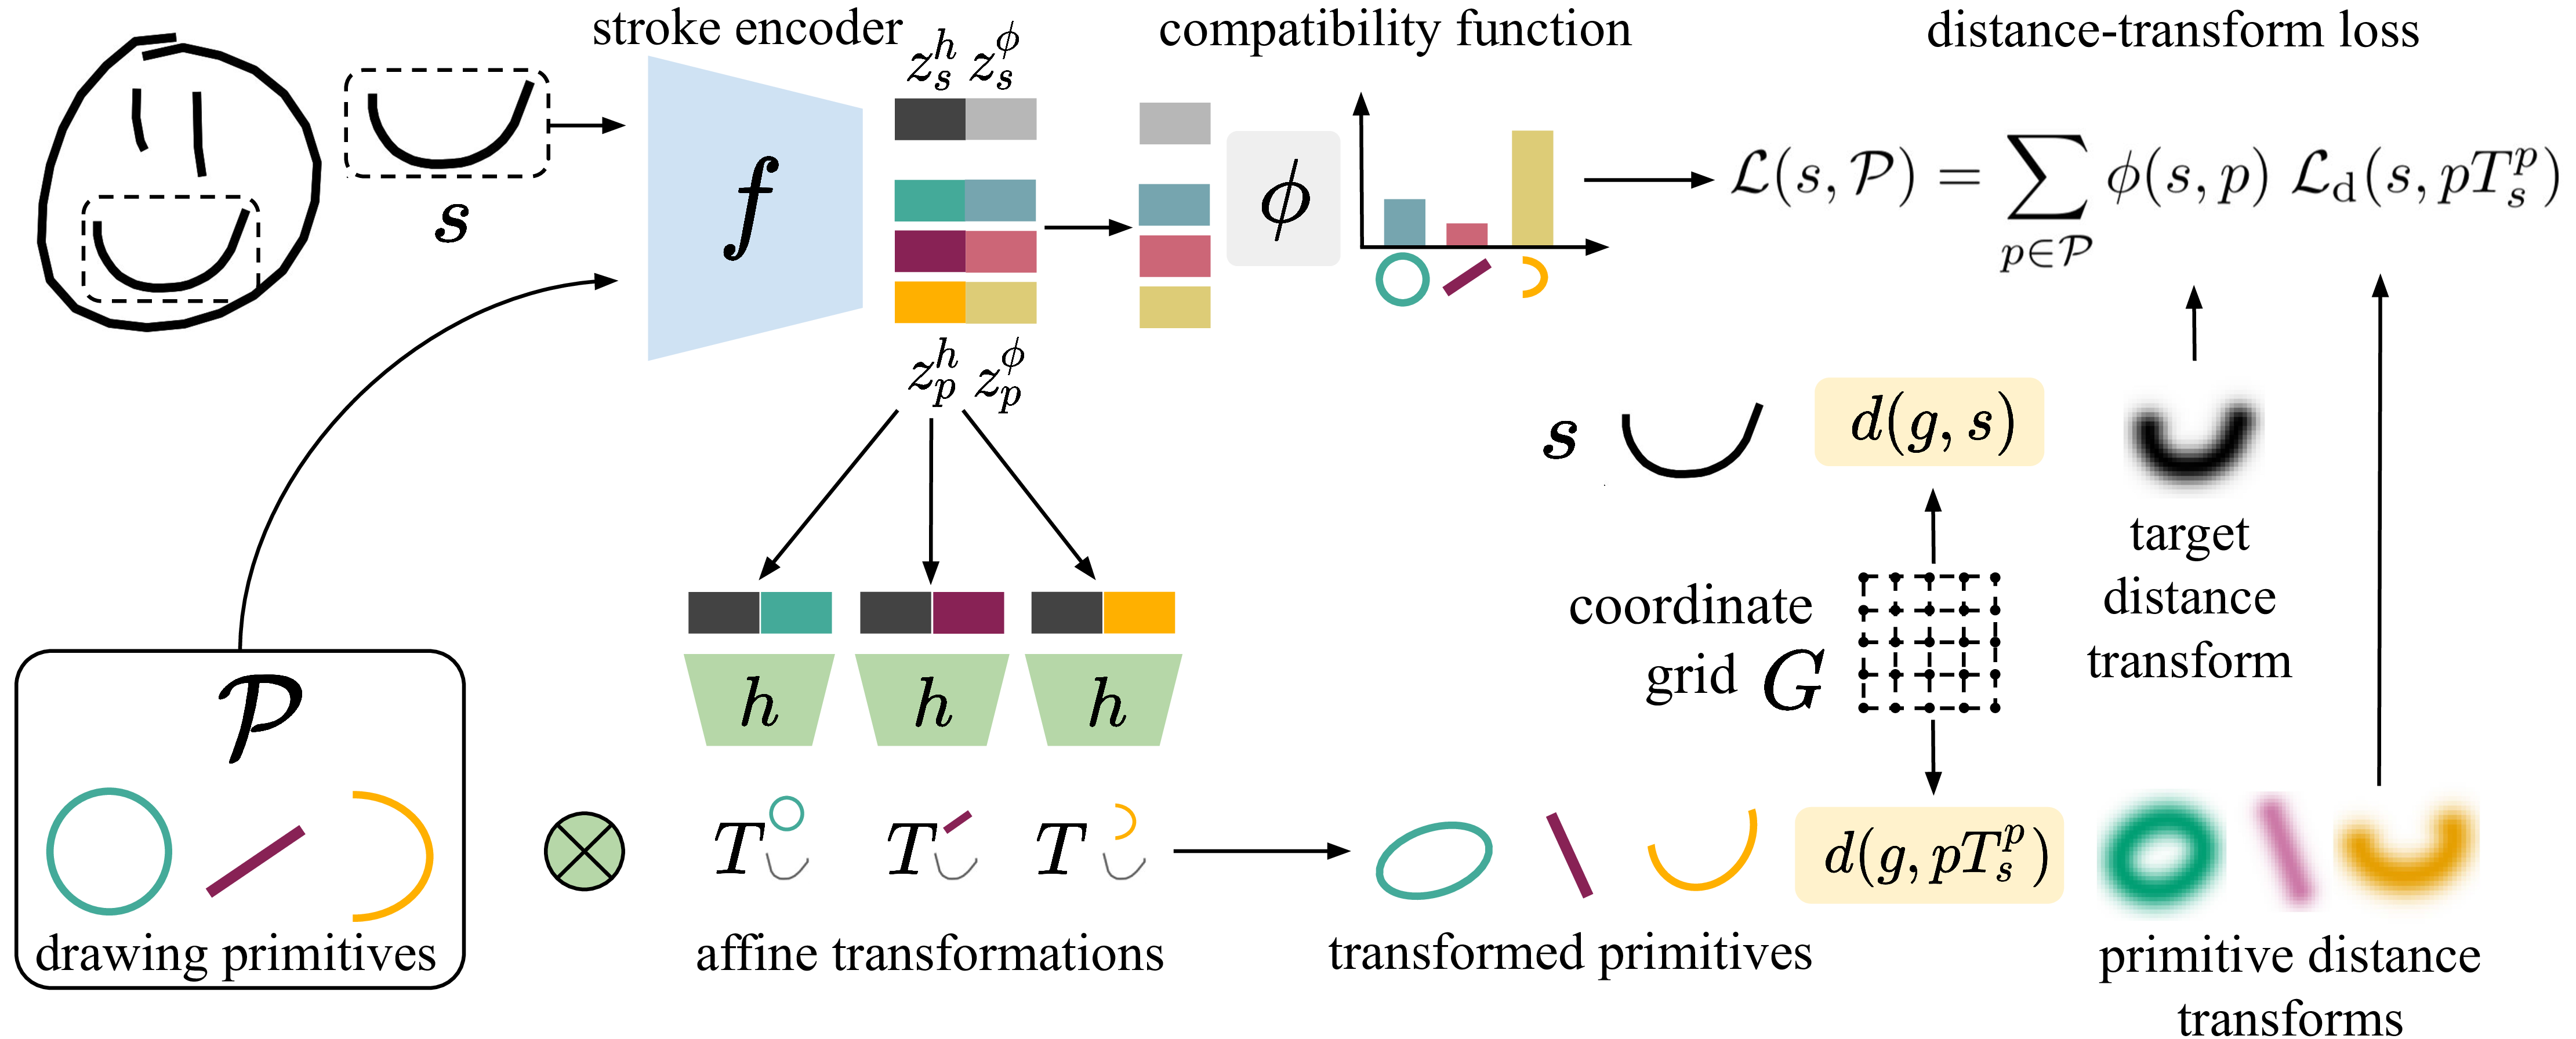 stroke encoder
compatibility function
distance-transform loss
$z_s^h$ $z_s^\phi$
$s$
$f$
$\phi$
$\mathcal{L}(s, \mathcal{P}) = \sum_{p \in \mathcal{P}} \phi(s, p) \ \mathcal{L}_{\mathrm{d}}(s, pT_s^p)$
$z_p^h$ $z_p^\phi$
$s$
$d(g, s)$
target
distance
transform
coordinate
grid $G$
$\mathcal{P}$
$h$ $h$ $h$
$T$ $T$ $T$
$d(g, pT_s^p)$
drawing primitives
affine transformations
transformed primitives
primitive distance
transforms